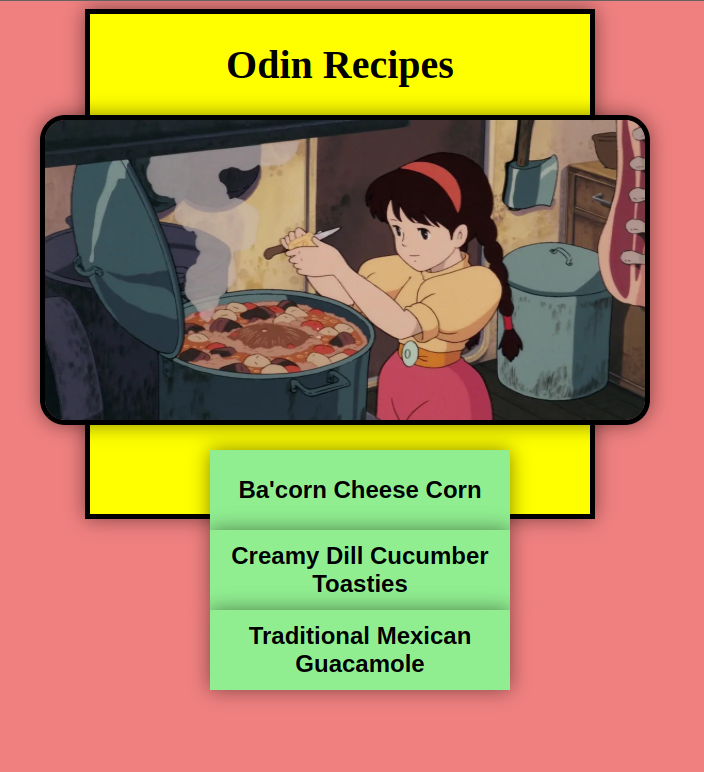 Odin Recipes
Ba'corn Cheese Corn
Creamy Dill Cucumber
Toasties
Traditional Mexican
Guacamole